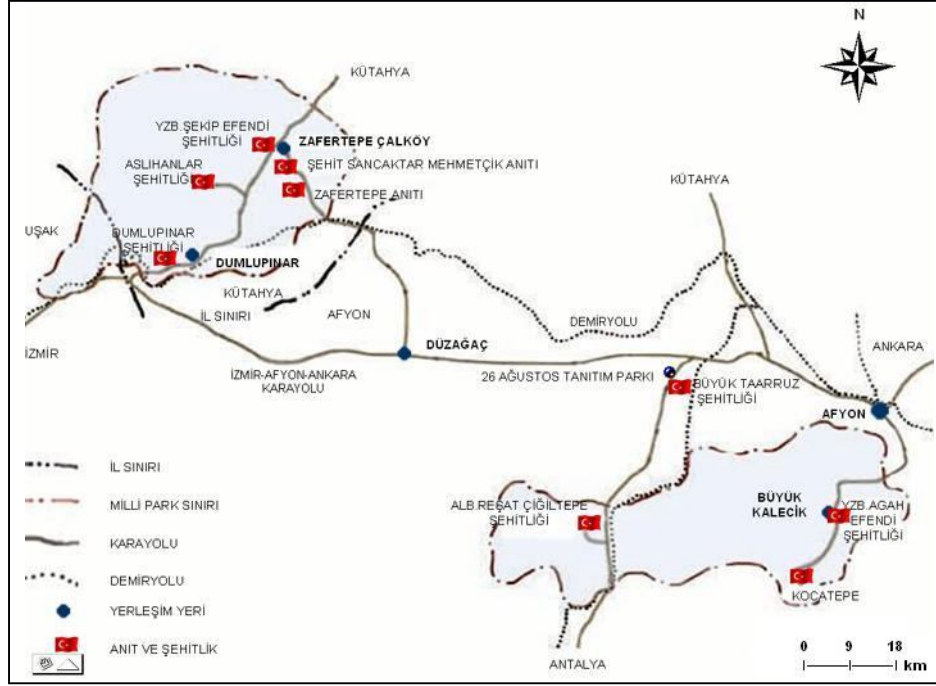 N
KÜTAHYA
YZB.ŞEKİP EFENDİ
ŞEHİTLİĞİ
ZAFERTEPE ÇALKÖY
ŞEHİT SANCAKTAR MEHMETÇİK ANITI
ASLIHANLAR
ŞEHİTLİĞİ
ZAFERTEPE ANITI
KÜTAHYA
UŞAK
DUMLUPINAR
ŞEHİTLİĞİ
DUMLUPINAR
KÜTAHYA
İL SINIRI
AFYON
DEMİRYOLU
İZMİR
DÜZAĞAÇ
ANKARA
İZMİR-AFYON-ANKARA
KARAYOLU
26 AĞUSTOS TANITIM PARKI
BÜYÜK TAARRUZ
ŞEHİTLİĞİ
AFYON
İL SINIRI
MİLLİ PARK SINIRI
KARAYOLU
DEMİRYOLU
YERLEŞİM YERİ
ANIT VE ŞEHİTLİK
ALB.REŞAT ÇİĞİLTEPE
ŞEHİTLİĞİ
BÜYÜK
KALECİK
YZB.AGAH
EFENDİ
ŞEHİTLİĞİ
KOCATEPE
ANTALYA
0 9 18
km